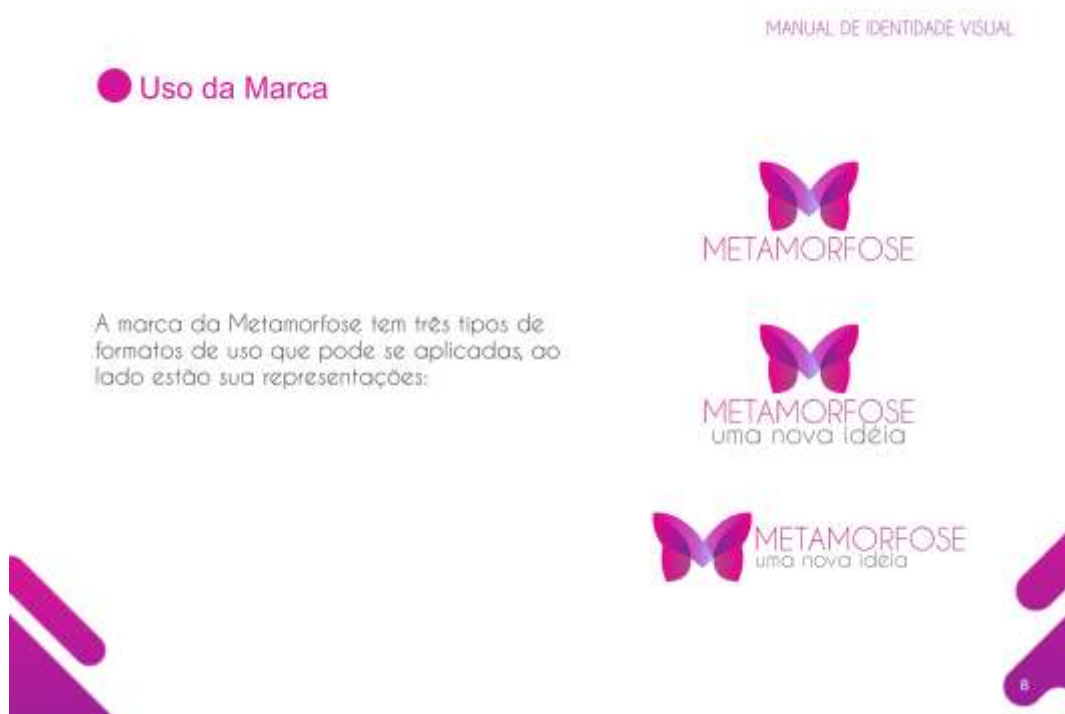 MANUAL DE IDENTIDADE VISUAL
Uso da Marca
A marca da Metamorfose tem três tipos de
formatos de uso que pode se aplicadas, ao
lado estão sua representações:
METAMORFOSE
METAMORFOSE
uma nova idéia
METAMORFOSE
uma nova idéia
8